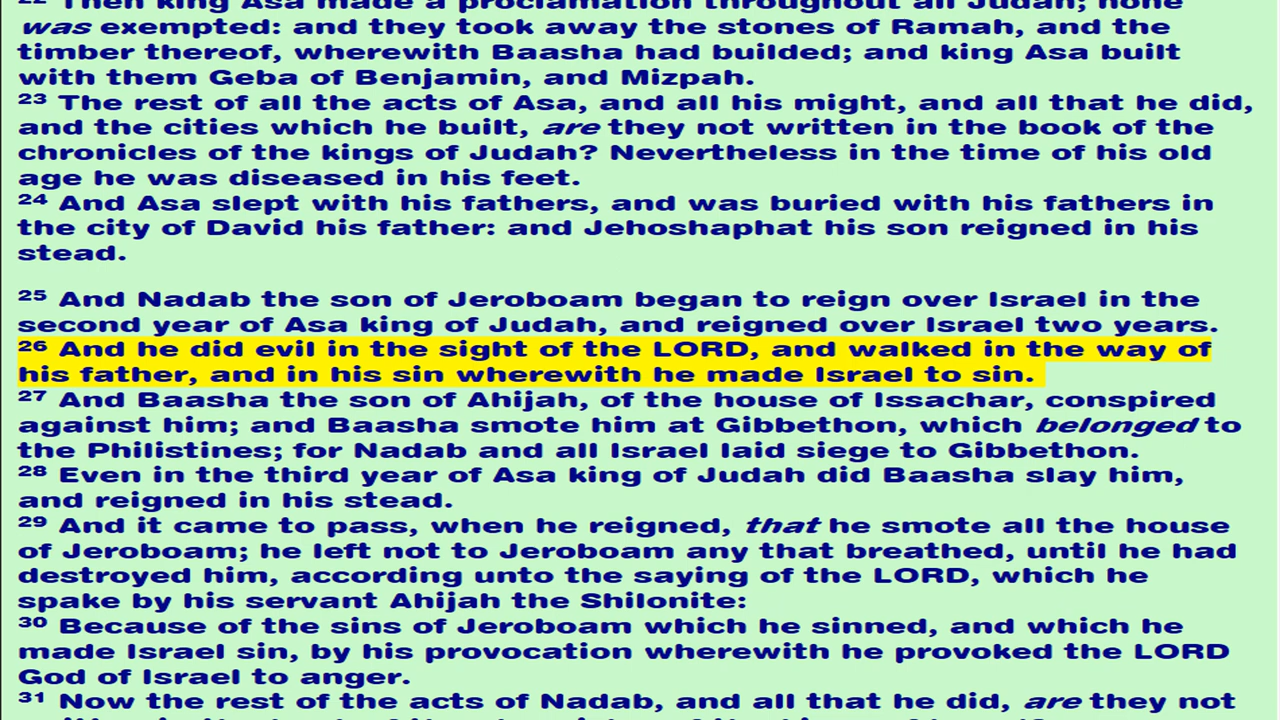 22 Then king Asa made a proclamation throughout all Judah; none
was exempted: and they took away the stones of Ramah, and the
timber thereof, wherewith Baasha had builded; and king Asa built
with them Geba of Benjamin, and Mizpah.
23 The rest of all the acts of Asa, and all his might, and all that he did,
and the cities which he built, are they not written in the book of the
chronicles of the kings of Judah? Nevertheless in the time of his old
age he was diseased in his feet.
24 And Asa slept with his fathers, and was buried with his fathers in
the city of David his father: and Jehoshaphat his son reigned in his
stead.
25 And Nadab the son of Jeroboam began to reign over Israel in the
second year of Asa king of Judah, and reigned over Israel two years.
26 And he did evil in the sight of the LORD, and walked in the way of
his father, and in his sin wherewith he made Israel to sin.
27 And Baasha the son of Ahijah, of the house of Issachar, conspired
against him; and Baasha smote him at Gibbethon, which belonged to
the Philistines; for Nadab and all Israel laid siege to Gibbethon.
28 Even in the third year of Asa king of Judah did Baasha slay him,
and reigned in his stead.
29 And it came to pass, when he reigned, that he smote all the house
of Jeroboam; he left not to Jeroboam any that breathed, until he had
destroyed him, according unto the saying of the LORD, which he
spake by his servant Ahijah the Shilonite:
30 Because of the sins of Jeroboam which he sinned, and which he
made Israel sin, by his provocation wherewith he provoked the LORD
God of Israel to anger.
31 Now the rest of the acts of Nadab, and all that he did, are they not